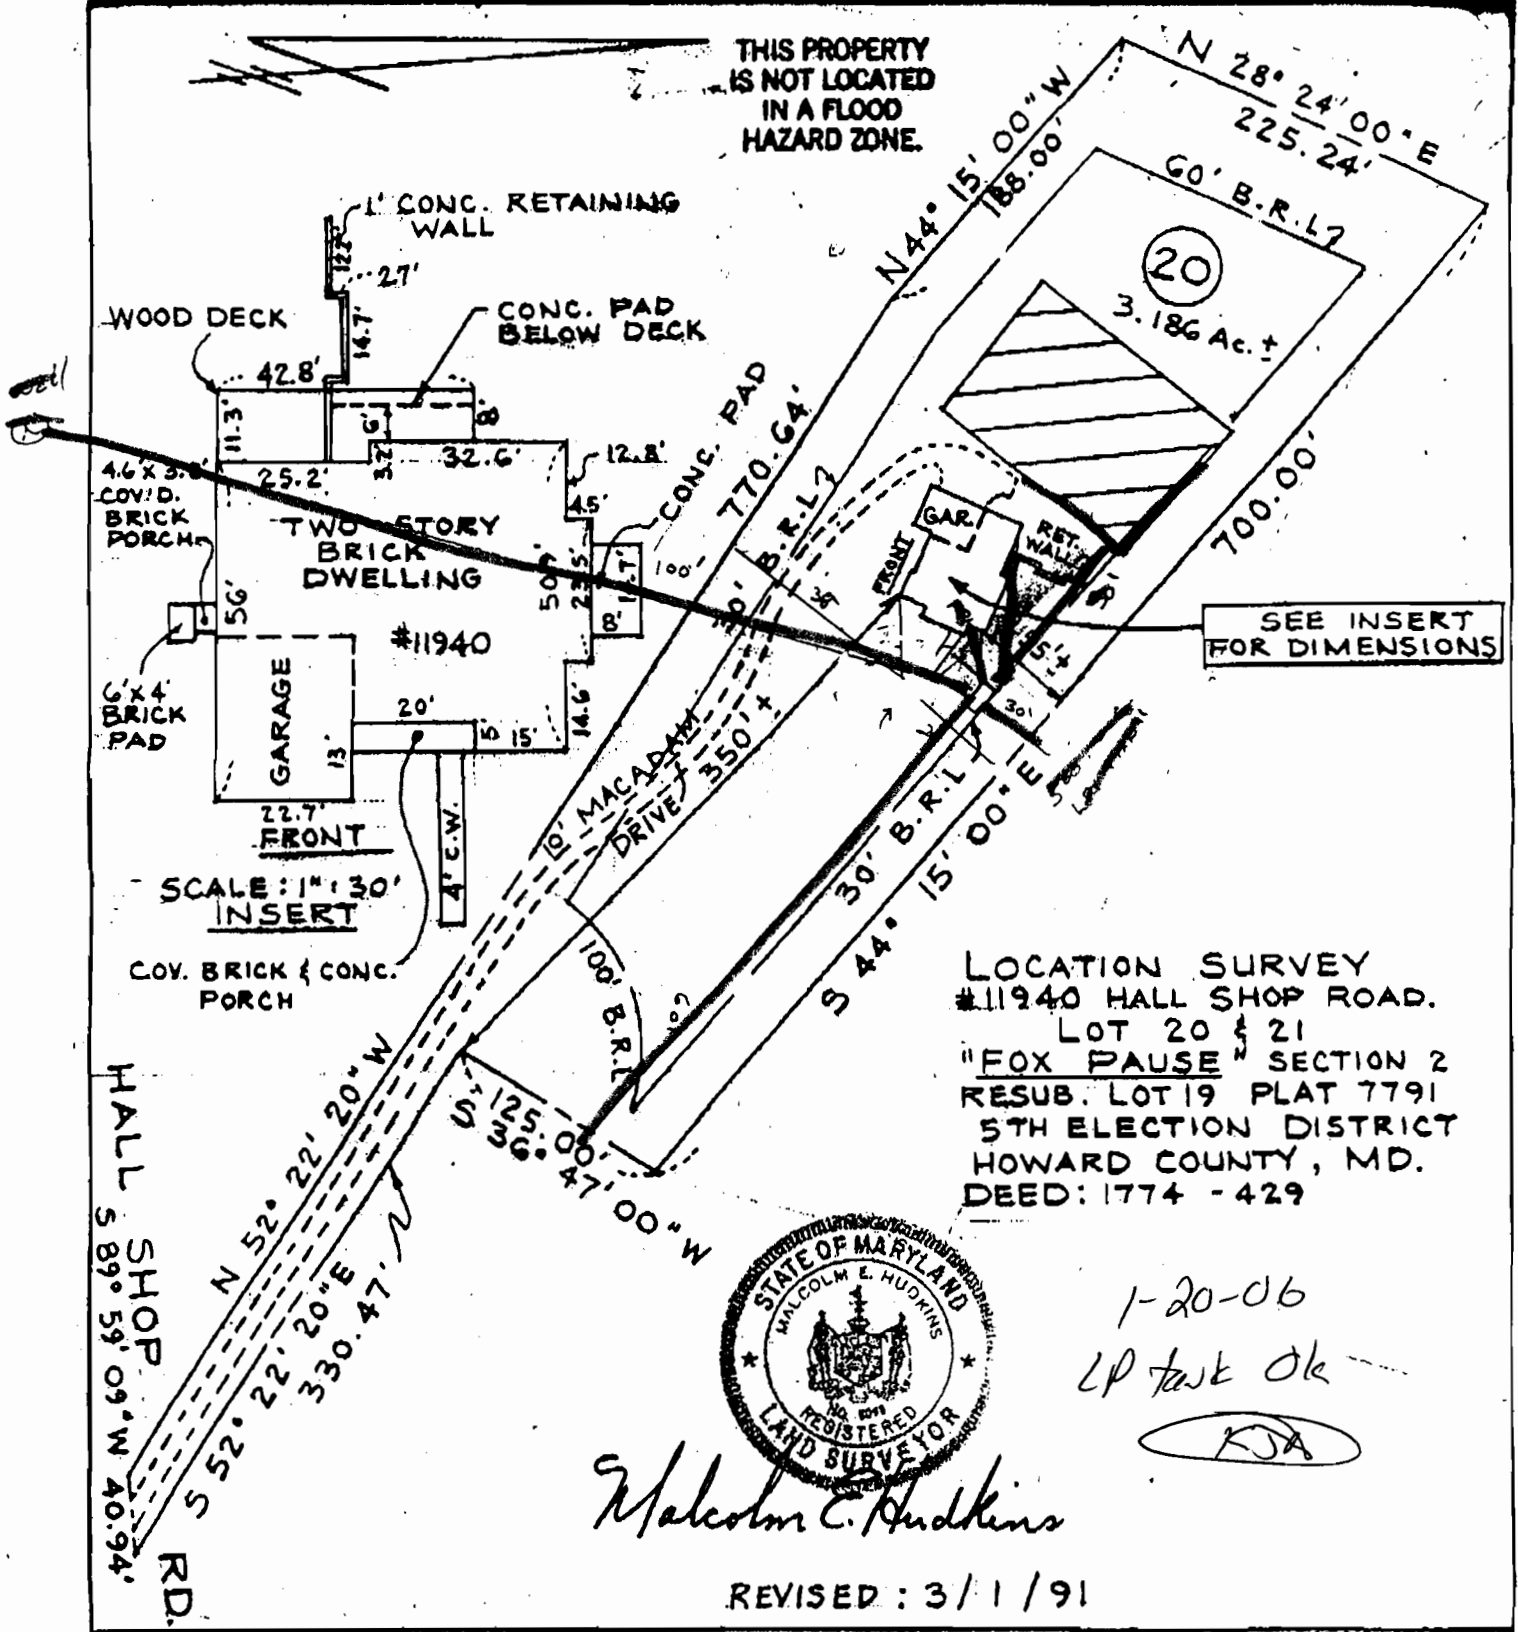 THIS PROPERTY
IS NOT LOCATED
IN A FLOOD
HAZARD ZONE.
N 28° 24' 00" E
225.24'
N 44° 15' 00" W
188.00'
60' B.R.L.
20
3.186 Ac. ±
1' CONC. RETAINING
WALL
12.2'
27'
14.7'
WOOD DECK
CONC. PAD
BELOW DECK
42.8'
11.3'
6'
8'
3.2'
25.2'
32.6'
12.8'
4.5'
CONC. PAD
COV'D.
BRICK
PORCH
TWO STORY
BRICK
DWELLING
#11940
56'
8'
100'
6' X 4'
BRICK
PAD
GARAGE
20'
5'
15'
14.6'
13'
22.7'
FRONT
4' C.W.
SCALE: 1" : 30'
INSERT
COV. BRICK & CONC.
PORCH
770.64'
B.R.L.
GAR.
FRONT
RET.
WALL
700.00'
SEE INSERT
FOR DIMENSIONS
30'
10' MACADAM
DRIVE
350' ±
30' B.R.L
S 44° 15' 00" E
100' B.R.L
125.00'
S 36° 47' 00" W
N 52° 22' 20" W
S 52° 22' 20" E
330.47'
HALL SHOP RD.
S 89° 59' 09" W 40.94'
LOCATION SURVEY
#11940 HALL SHOP ROAD.
LOT 20 & 21
"FOX PAUSE" SECTION 2
RESUB. LOT 19 PLAT 7791
5TH ELECTION DISTRICT
HOWARD COUNTY, MD.
DEED: 1774 - 429
STATE OF MARYLAND
MALCOLM E. HUDKINS
REGISTERED
LAND SURVEYOR
Malcolm E. Hudkins
1-20-06
LP tank Ok
REVISED : 3/1/91